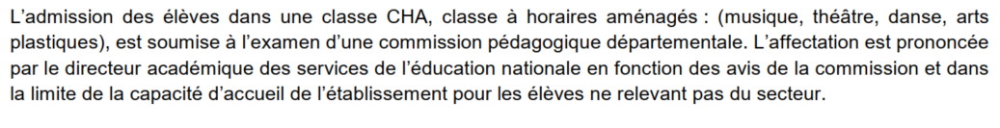 L’admission des élèves dans une classe CHA, classe à horaires aménagés : (musique, théâtre, danse, arts
plastiques), est soumise à l’examen d’une commission pédagogique départementale. L’affectation est prononcée
par le directeur académique des services de l’éducation nationale en fonction des avis de la commission et dans
la limite de la capacité d’accueil de l’établissement pour les élèves ne relevant pas du secteur.